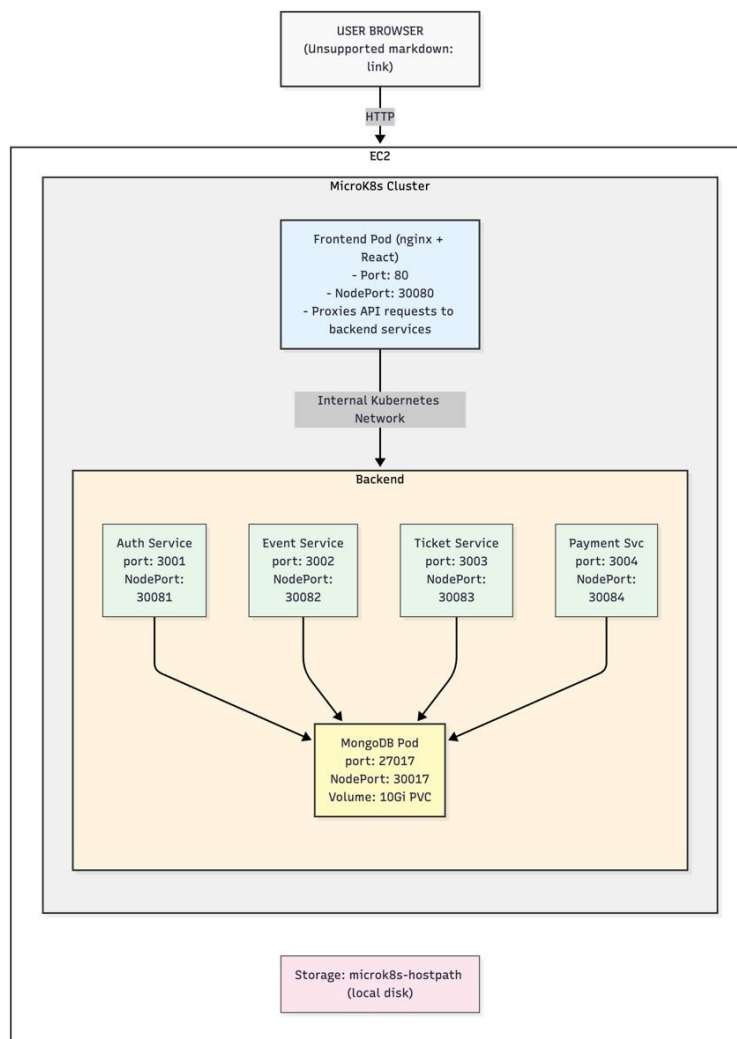 USER BROWSER
(Unsupported markdown:
link)
HTTP
EC2
MicroK8s Cluster
Frontend Pod (nginx +
React)
- Port: 80
- NodePort: 30080
- Proxies API requests to
backend services
Internal Kubernetes
Network
Backend
Auth Service
port: 3001
NodePort:
30081
Event Service
port: 3002
NodePort:
30082
Ticket Service
port: 3003
NodePort:
30083
Payment Svc
port: 3004
NodePort:
30084
MongoDB Pod
port: 27017
NodePort: 30017
Volume: 10Gi PVC
Storage: microk8s-hostpath
(local disk)